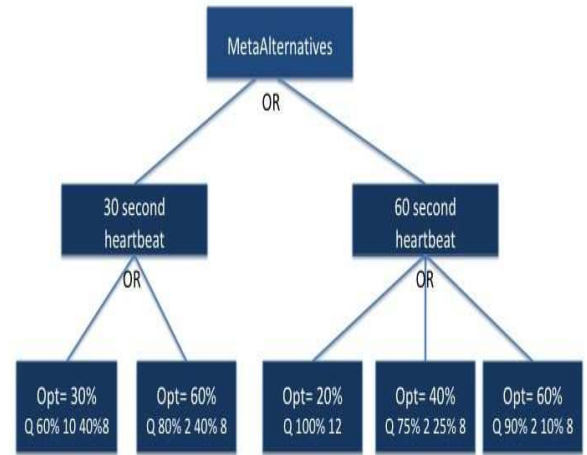 MetaAlternatives
OR
30 second
heartbeat
60 second
heartbeat
OR
OR
Opt= 30%
Q 60% 10 40%8
Opt= 60%
Q 80% 2 40% 8
Opt= 20%
Q 100% 12
Opt= 40%
Q 75% 2 25% 8
Opt= 60%
Q 90% 2 10% 8